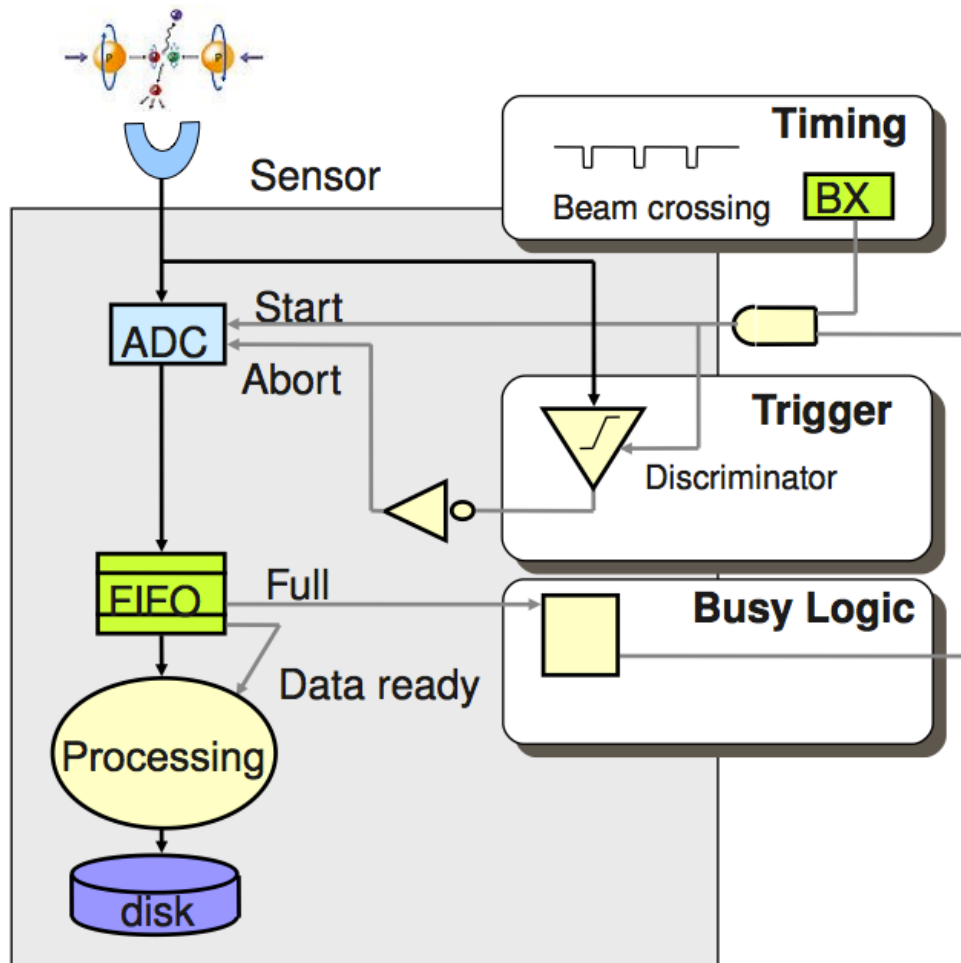 P
P
Timing
Sensor
Beam crossing
BX
Start
ADC
Abort
Trigger
Discriminator
FIFO
Full
Busy Logic
Data ready
Processing
disk